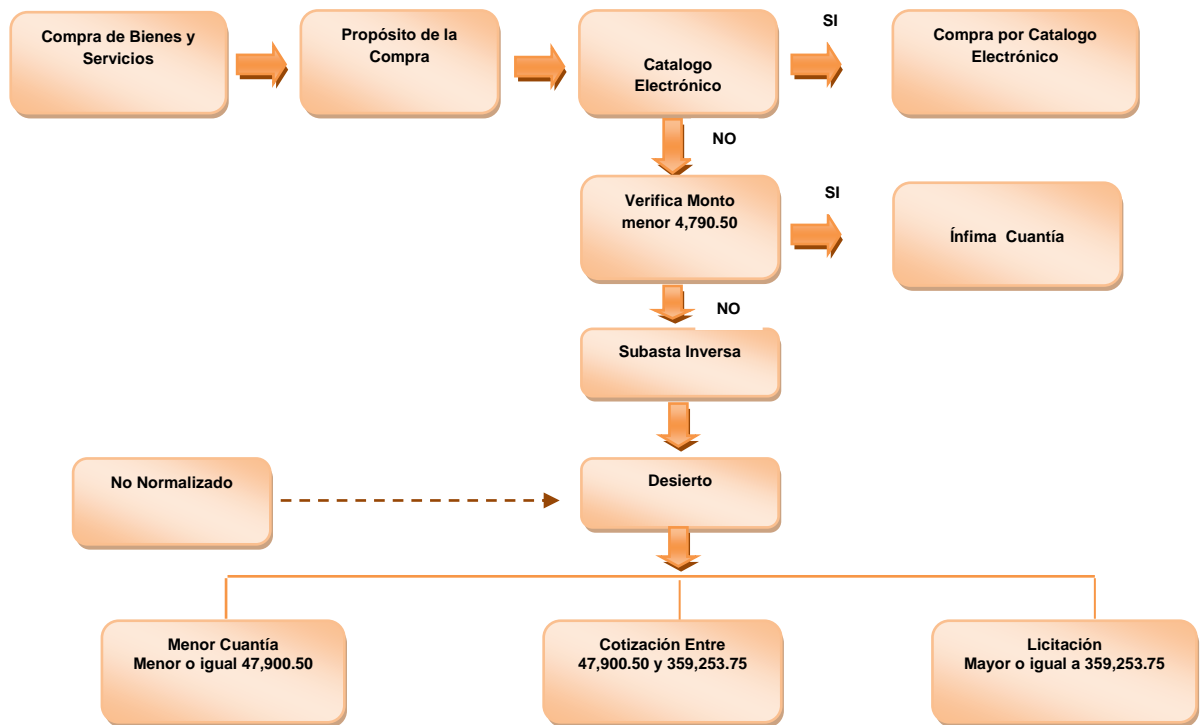 Compra de Bienes y
Servicios
Propósito de la
Compra
Catalogo
Electrónico
SI
Compra por Catalogo
Electrónico
NO
Verifica Monto
menor 4,790.50
SI
Ínfima Cuantía
NO
Subasta Inversa
No Normalizado
Desierto
Menor Cuantía
Menor o igual 47,900.50
Cotización Entre
47,900.50 y 359,253.75
Licitación
Mayor o igual a 359,253.75